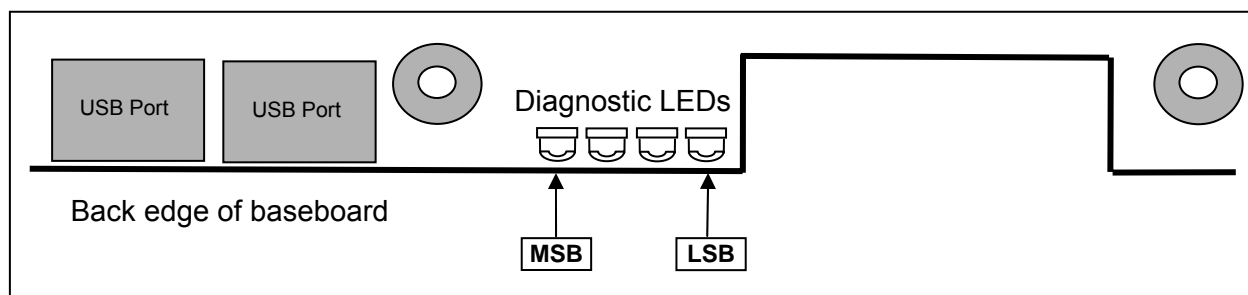 USB Port
USB Port
Diagnostic LEDs
Back edge of baseboard
MSB
LSB